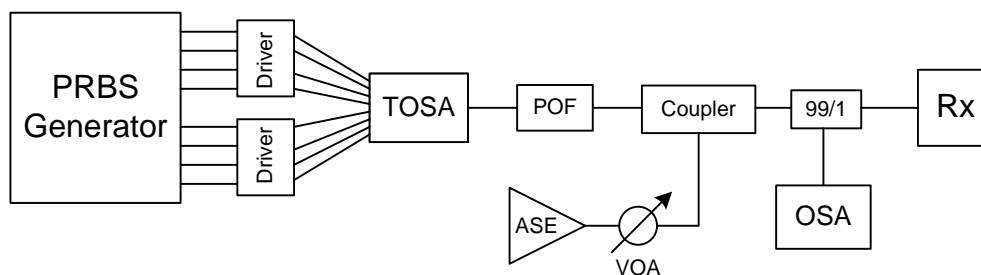 PRBS
Generator
Driver
Driver
TOSA
POF
Coupler
99/1
Rx
ASE
VOA
OSA